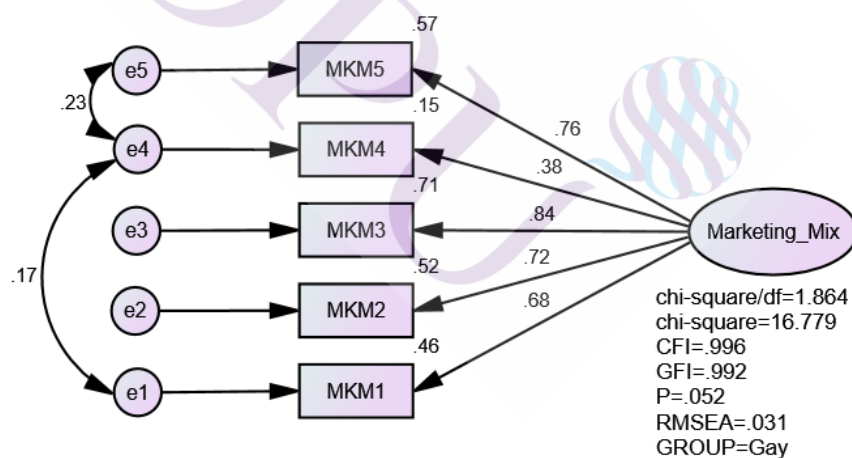 .57
e5
MKM5
.15
.23
.76
e4
MKM4
.38
.71
e3
MKM3
.84
Marketing_Mix
.52
.72
.17
e2
MKM2
.68
.46
e1
MKM1
chi-square/df=1.864
chi-square=16.779
CFI=.996
GFI=.992
P=.052
RMSEA=.031
GROUP=Gay